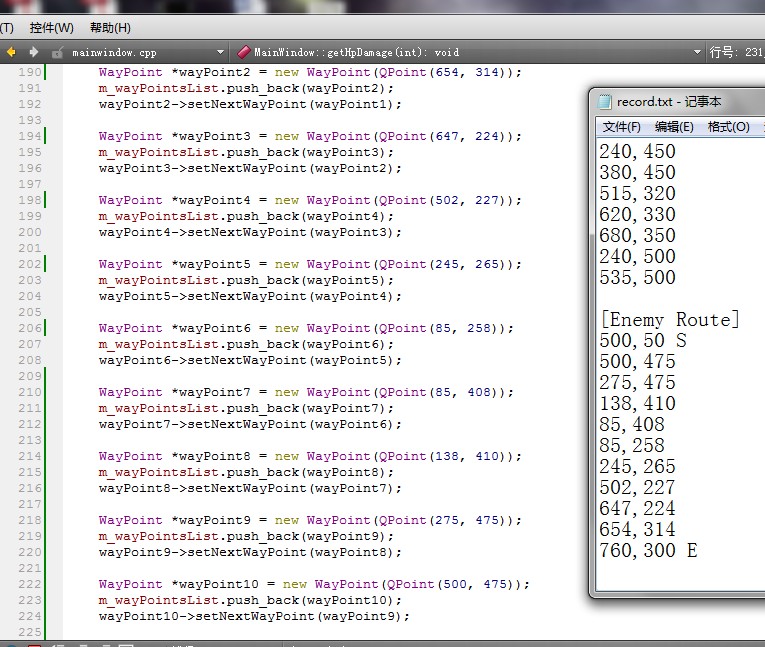 (T) 控件(W) 帮助(H)
mainwindow.cpp
MainWindow::getHpDamage(int): void
行号: 231,
190 WayPoint *wayPoint2 = new WayPoint(QPoint(654, 314));
191 m_wayPointsList.push_back(wayPoint2);
192 wayPoint2->setNextWayPoint(wayPoint1);
193
194 WayPoint *wayPoint3 = new WayPoint(QPoint(647, 224));
195 m_wayPointsList.push_back(wayPoint3);
196 wayPoint3->setNextWayPoint(wayPoint2);
197
198 WayPoint *wayPoint4 = new WayPoint(QPoint(502, 227));
199 m_wayPointsList.push_back(wayPoint4);
200 wayPoint4->setNextWayPoint(wayPoint3);
201
202 WayPoint *wayPoint5 = new WayPoint(QPoint(245, 265));
203 m_wayPointsList.push_back(wayPoint5);
204 wayPoint5->setNextWayPoint(wayPoint4);
205
206 WayPoint *wayPoint6 = new WayPoint(QPoint(85, 258));
207 m_wayPointsList.push_back(wayPoint6);
208 wayPoint6->setNextWayPoint(wayPoint5);
209
210 WayPoint *wayPoint7 = new WayPoint(QPoint(85, 408));
211 m_wayPointsList.push_back(wayPoint7);
212 wayPoint7->setNextWayPoint(wayPoint6);
213
214 WayPoint *wayPoint8 = new WayPoint(QPoint(138, 410));
215 m_wayPointsList.push_back(wayPoint8);
216 wayPoint8->setNextWayPoint(wayPoint7);
217
218 WayPoint *wayPoint9 = new WayPoint(QPoint(275, 475));
219 m_wayPointsList.push_back(wayPoint9);
220 wayPoint9->setNextWayPoint(wayPoint8);
221
222 WayPoint *wayPoint10 = new WayPoint(QPoint(500, 475));
223 m_wayPointsList.push_back(wayPoint10);
224 wayPoint10->setNextWayPoint(wayPoint9);
225
record.txt - 记事本
文件(F) 编辑(E) 格式(O)
240,450
380,450
515,320
620,330
680,350
240,500
535,500
[Enemy Route]
500,50 S
500,475
275,475
138,410
85,408
85,258
245,265
502,227
647,224
654,314
760,300 E